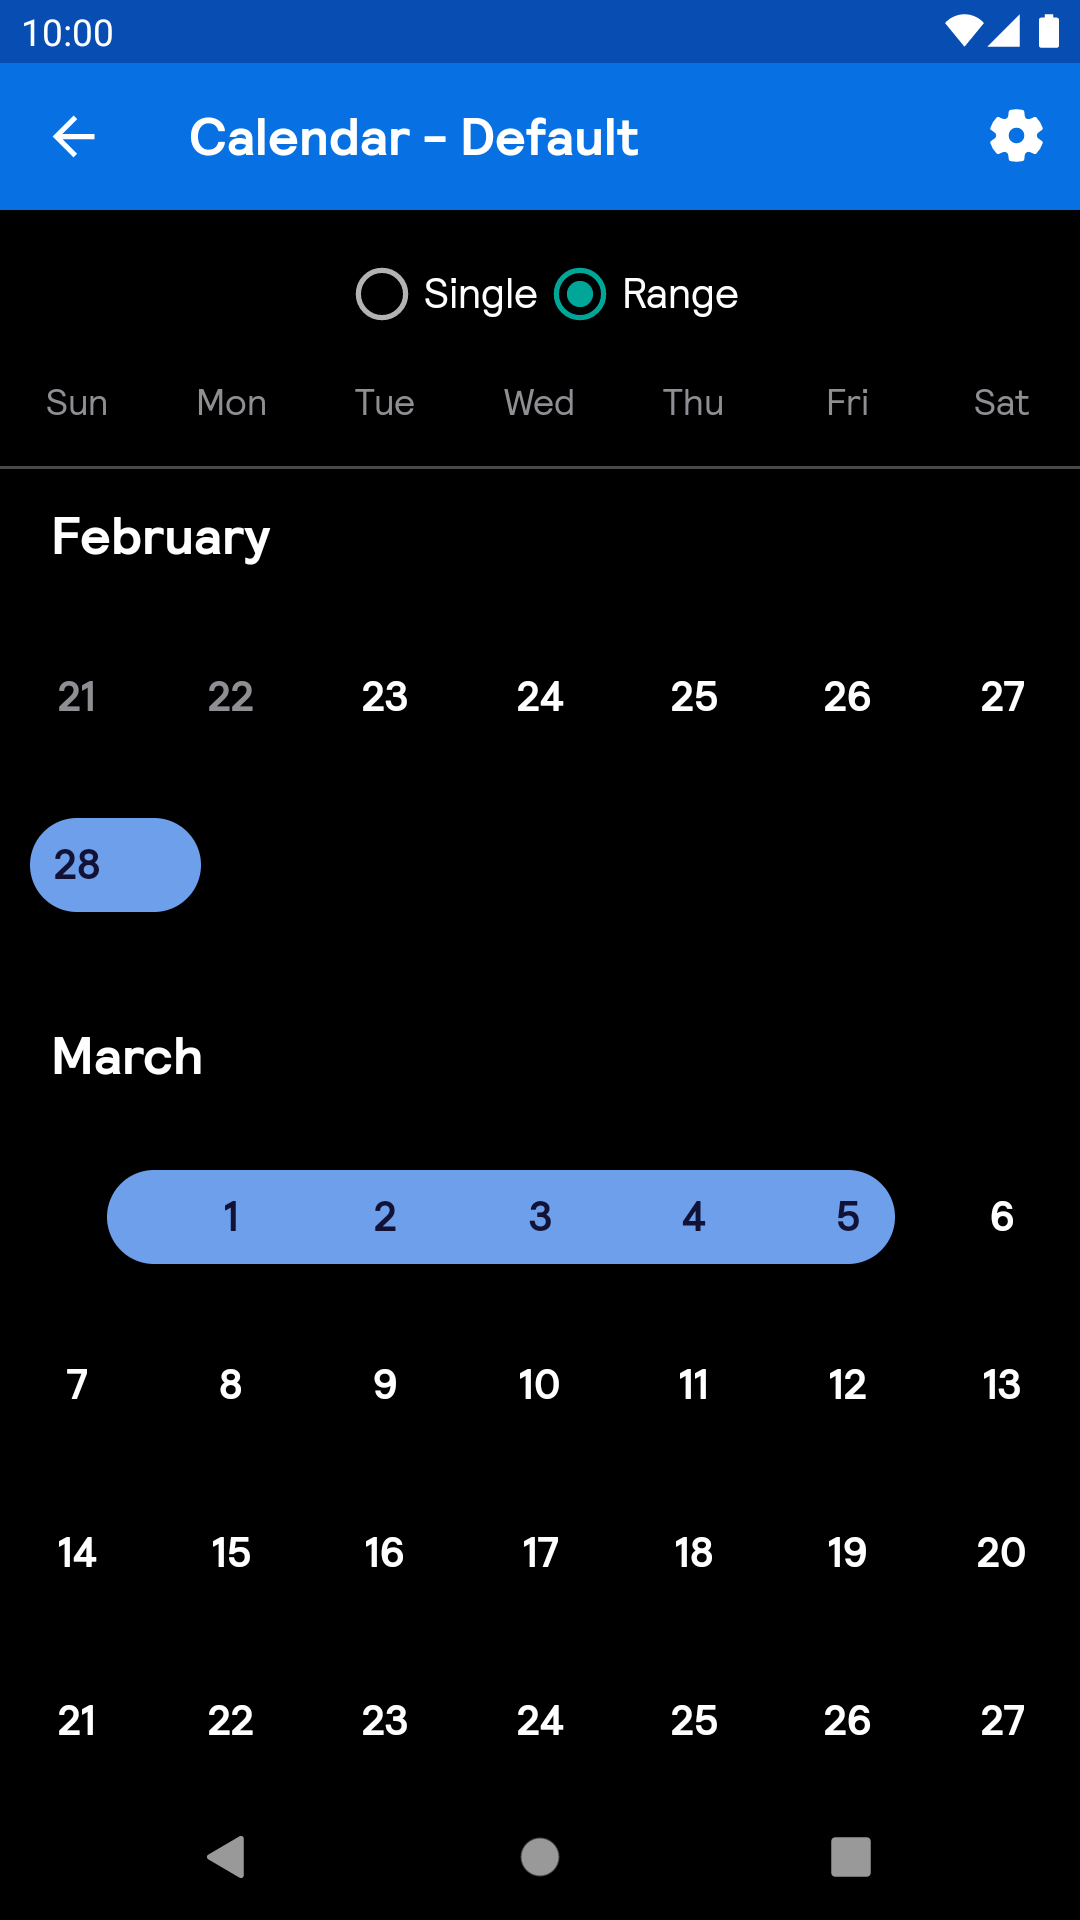 10:00
Calendar - Default
Single Range
Sun Mon Tue Wed Thu Fri Sat
February
21 22 23 24 25 26 27
28
March
1 2 3 4 5 6
7 8 9 10 11 12 13
14 15 16 17 18 19 20
21 22 23 24 25 26 27